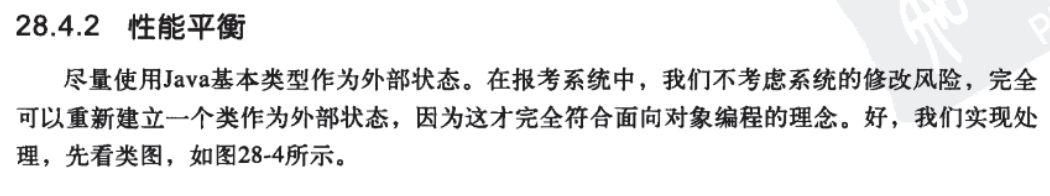 28.4.2 性能平衡
尽量使用Java基本类型作为外部状态。在报考系统中，我们不考虑系统的修改风险，完全
可以重新建立一个类作为外部状态，因为这才完全符合面向对象编程的理念。好，我们实现处
理，先看类图，如图28-4所示。